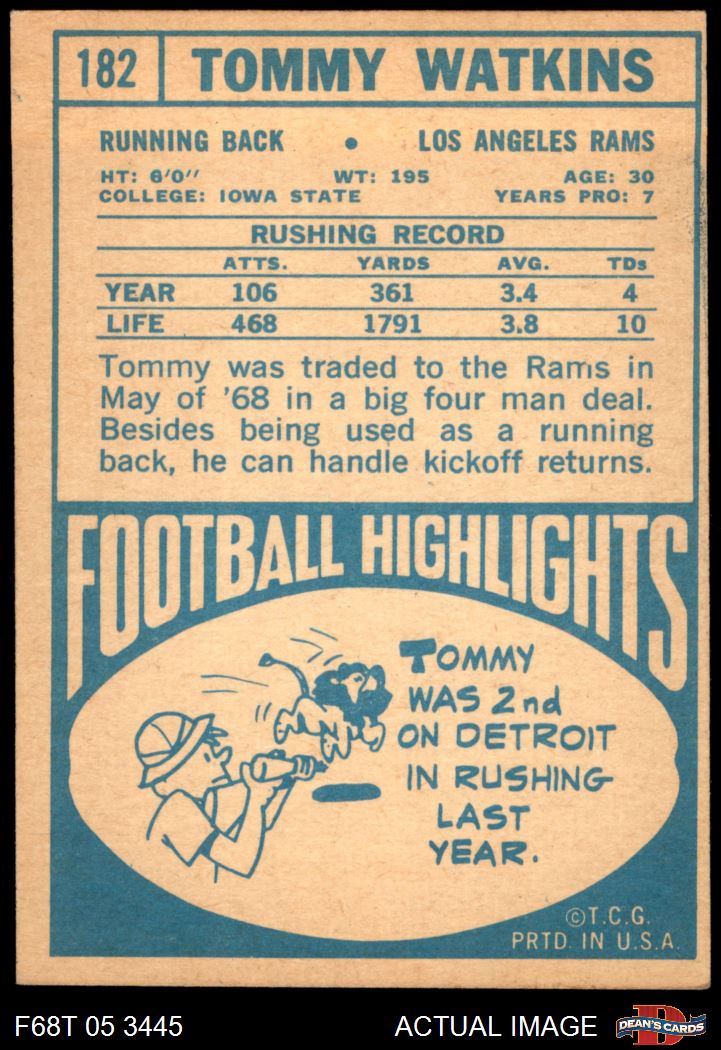 182 TOMMY WATKINS
RUNNING BACK • LOS ANGELES RAMS
HT: 6'0" WT: 195 AGE: 30
COLLEGE: IOWA STATE YEARS PRO: 7
RUSHING RECORD
ATTS. YARDS AVG. TDs
YEAR 106 361 3.4 4
LIFE 468 1791 3.8 10
Tommy was traded to the Rams in
May of '68 in a big four man deal.
Besides being used as a running
back, he can handle kickoff returns.
FOOTBALL HIGHLIGHTS
TOMMY
WAS 2nd
ON DETROIT
IN RUSHING
LAST
YEAR.
©T.C.G.
PRTD. IN U.S.A.
F68T 05 3445 ACTUAL IMAGE D
DEAN'S CARDS